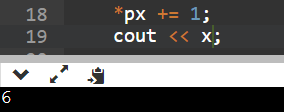 18 *px += 1;
19 cout << x;
6